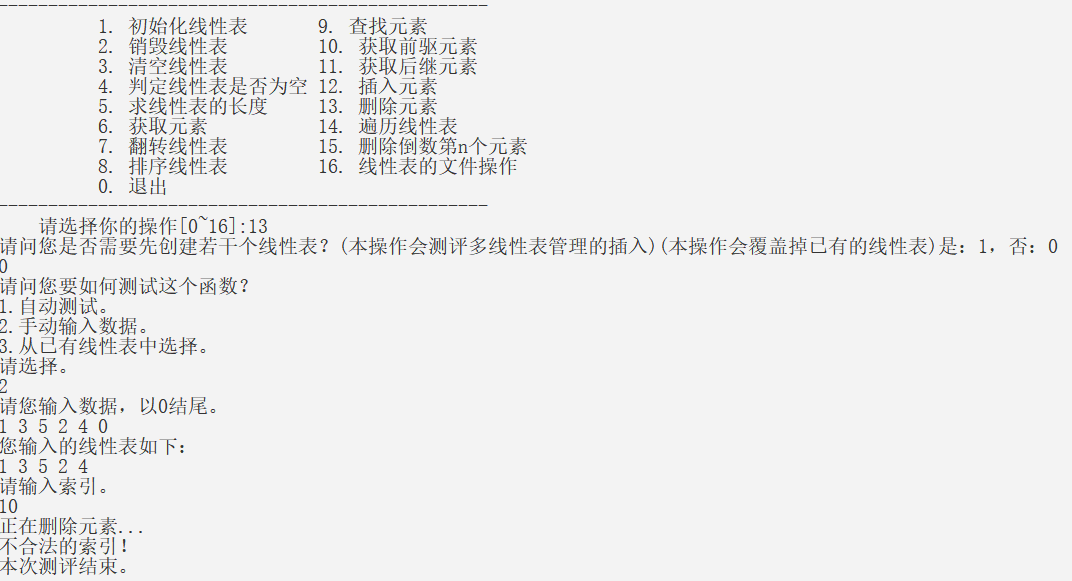 -------------------------------------------------
1. 初始化线性表 9. 查找元素
2. 销毁线性表 10. 获取前驱元素
3. 清空线性表 11. 获取后继元素
4. 判定线性表是否为空 12. 插入元素
5. 求线性表的长度 13. 删除元素
6. 获取元素 14. 遍历线性表
7. 翻转线性表 15. 删除倒数第n个元素
8. 排序线性表 16. 线性表的文件操作
0. 退出
-------------------------------------------------
请选择你的操作[0~16]:13
请问您是否需要先创建若干个线性表？(本操作会测评多线性表管理的插入)(本操作会覆盖掉已有的线性表)是：1，否：0
0
请问您要如何测试这个函数？
1.自动测试。
2.手动输入数据。
3.从已有线性表中选择。
请选择。
2
请您输入数据，以0结尾。
1 3 5 2 4 0
您输入的线性表如下：
1 3 5 2 4
请输入索引。
10
正在删除元素...
不合法的索引！
本次测评结束。